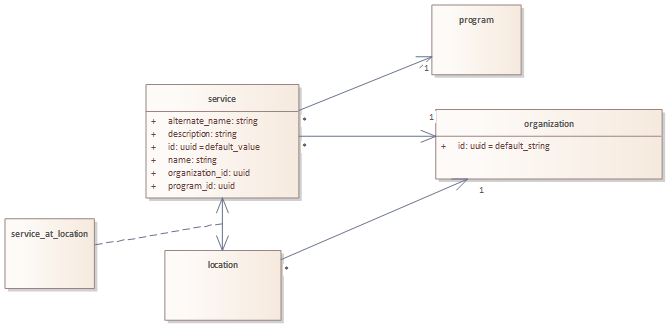 program
1
service
+ alternate_name: string
+ description: string
+ id: uuid =default_value
+ name: string
+ organization_id: uuid
+ program_id: uuid
*
*
1
organization
+ id: uuid = default_string
1
service_at_location
location
*